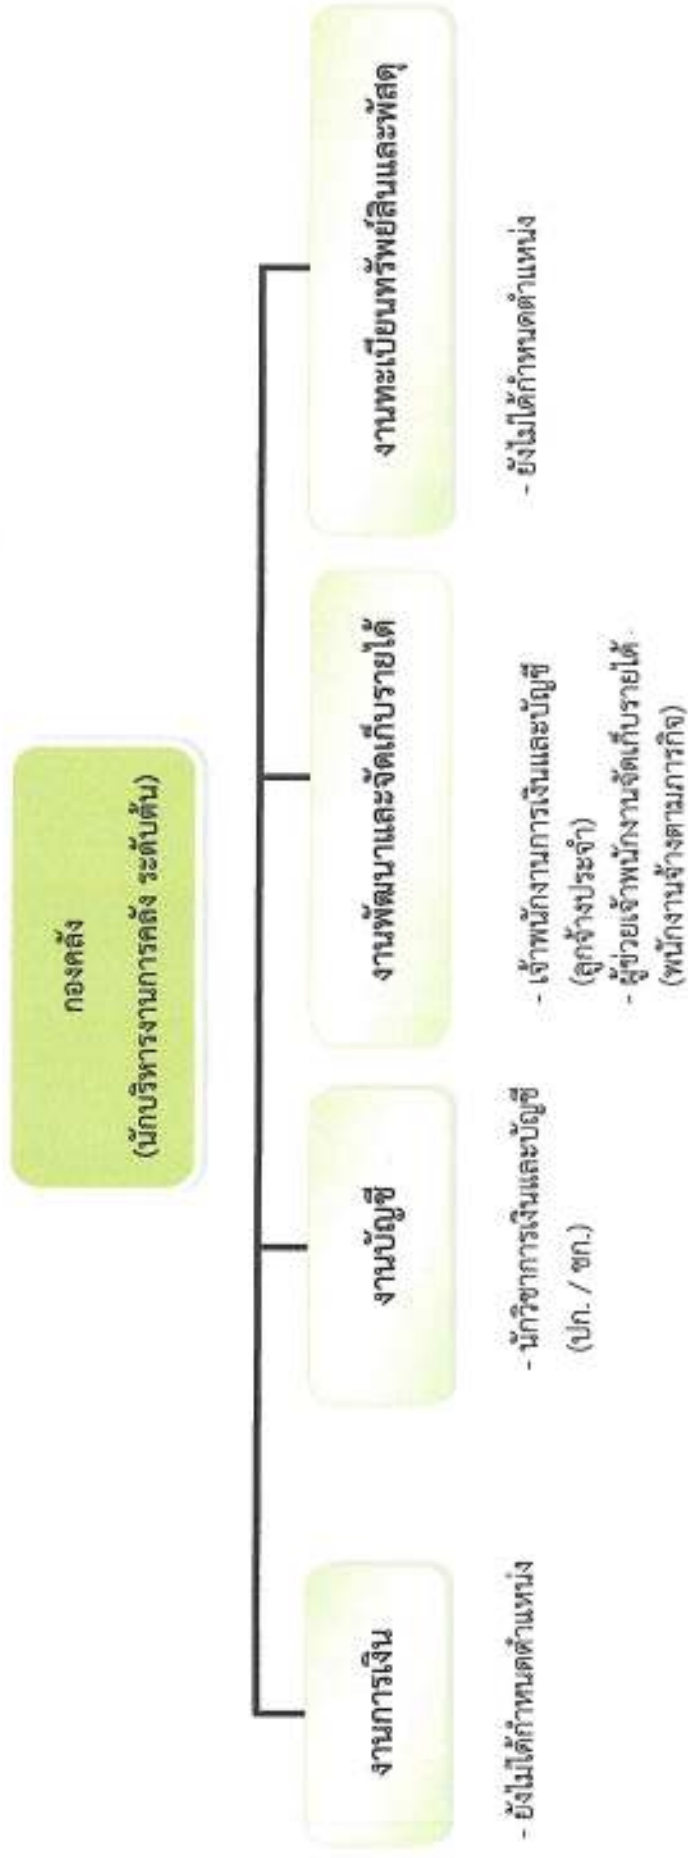 กองคลัง
(นักบริหารงานการคลัง ระดับต้น)
งานการเงิน
- ยังไม่ได้กำหนดตำแหน่ง
งานบัญชี
- นักวิชาการเงินและบัญชี
(ปก. / ชก.)
งานพัฒนาและจัดเก็บรายได้
- เจ้าพนักงานการเงินและบัญชี
(ลูกจ้างประจำ)
- ผู้ช่วยเจ้าพนักงานจัดเก็บรายได้
(พนักงานจ้างตามภารกิจ)
งานทะเบียนทรัพย์สินและพัสดุ
- ยังไม่ได้กำหนดตำแหน่ง